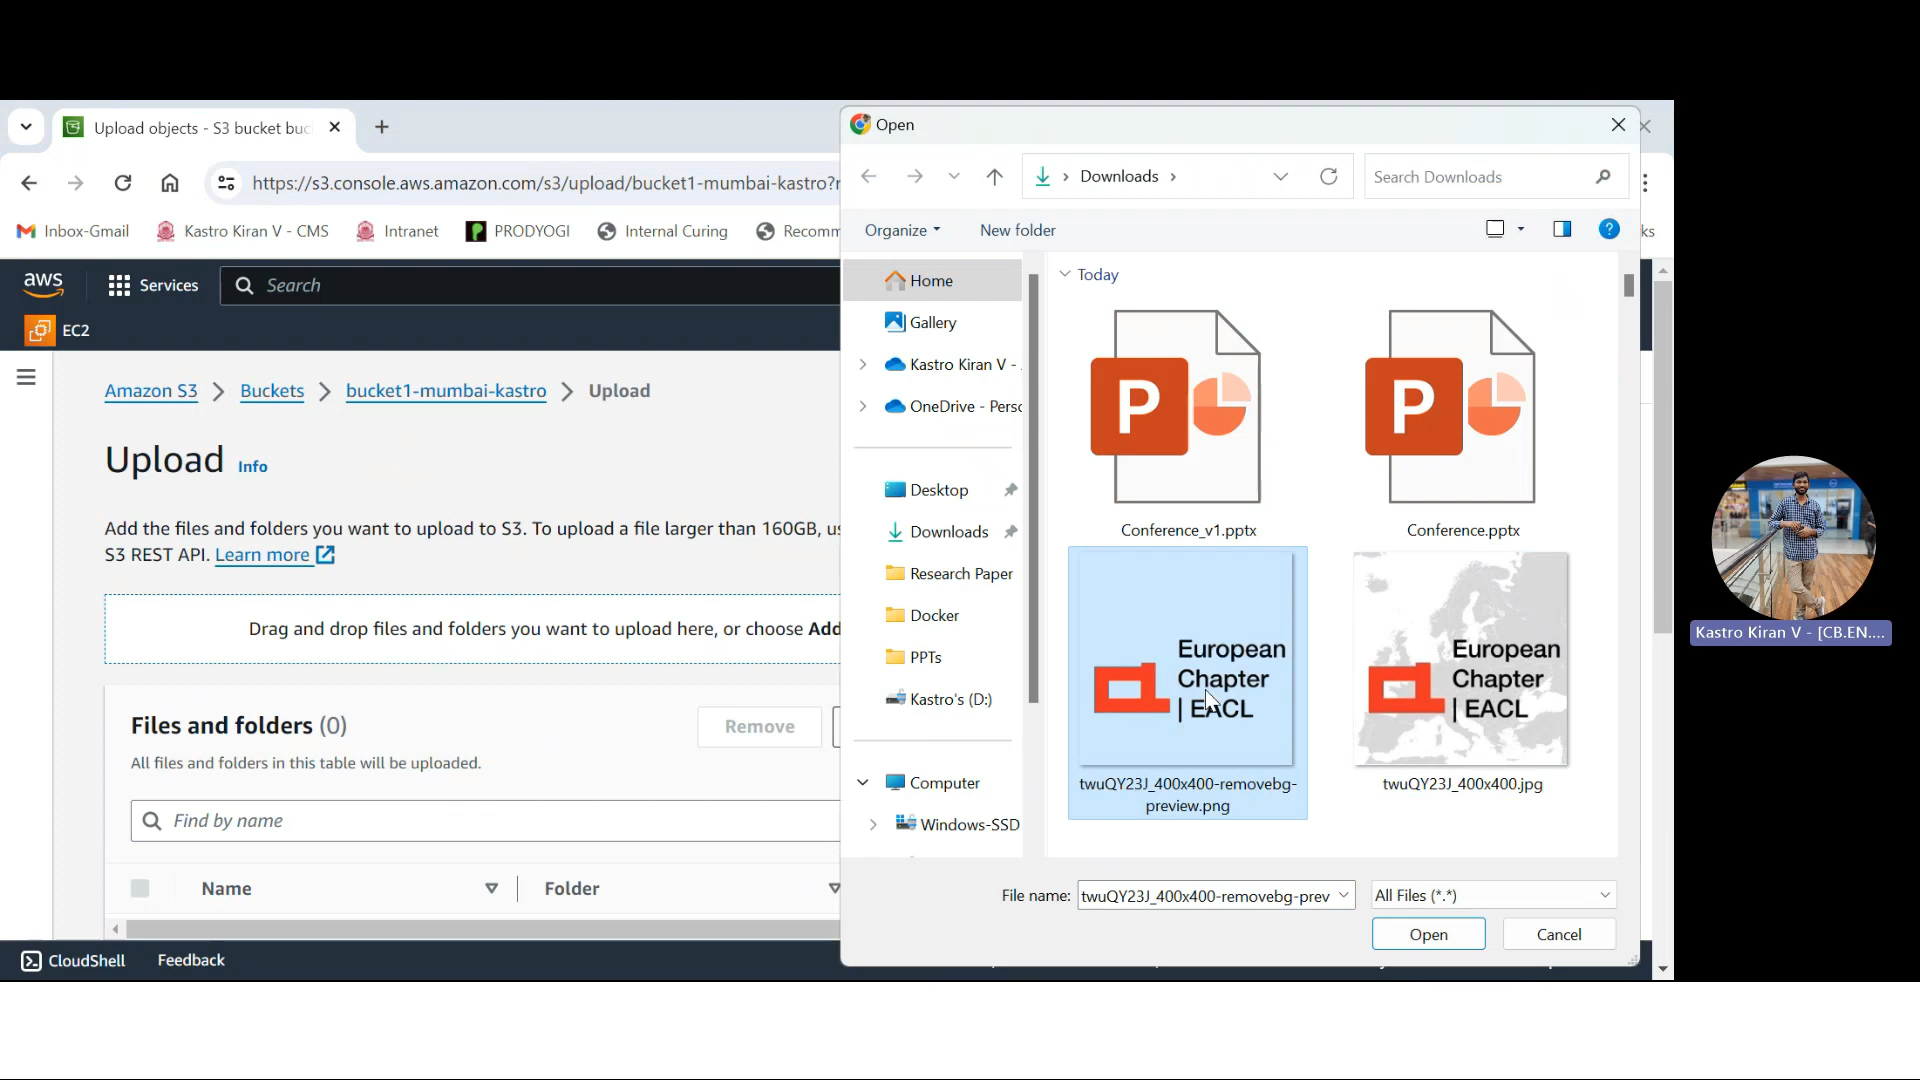 Upload objects - S3 bucket buc
https://s3.console.aws.amazon.com/s3/upload/bucket1-mumbai-kastro?r
Inbox-Gmail
Kastro Kiran V - CMS
Intranet
PRODYOGI
Internal Curing
Recomm
ks
aws
Services
Search
EC2
Amazon S3
Buckets
bucket1-mumbai-kastro
Upload
Upload Info
Add the files and folders you want to upload to S3. To upload a file larger than 160GB, us
S3 REST API. Learn more
Drag and drop files and folders you want to upload here, or choose Add
Files and folders (0)
Remove
All files and folders in this table will be uploaded.
Find by name
Name
Folder
CloudShell
Feedback
Open
Downloads
Search Downloads
Organize
New folder
Home
Gallery
Kastro Kiran V -
OneDrive - Perso
Desktop
Downloads
Research Paper
Docker
PPTs
Kastro's (D:)
Computer
Windows-SSD
Today
P
Conference_v1.pptx
P
Conference.pptx
European
Chapter
| EACL
twuQY23J_400x400-removebg-
preview.png
European
Chapter
| EACL
twuQY23J_400x400.jpg
File name:
twuQY23J_400x400-removebg-prev
All Files (*.*)
Open
Cancel
Kastro Kiran V - [CB.EN....